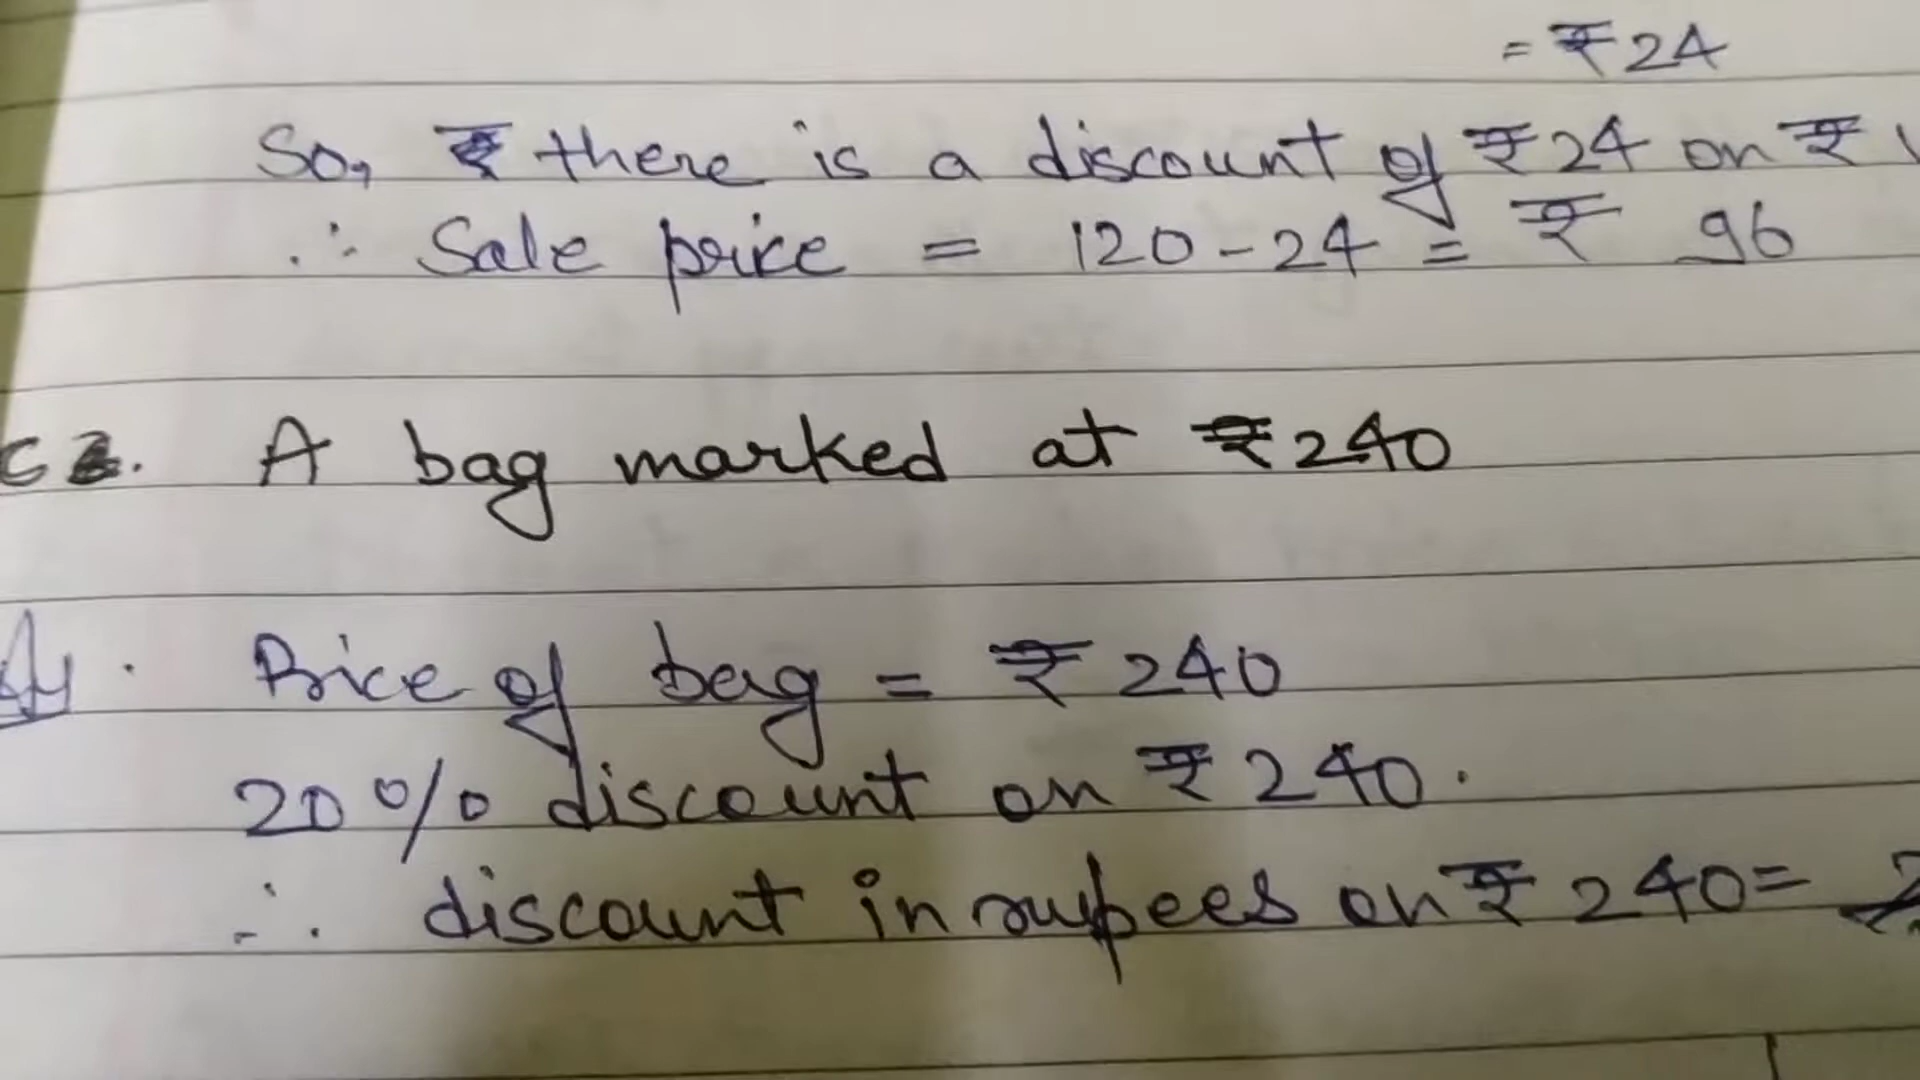 = ₹24
So, ₹ there is a discount of ₹24 on ₹
∴ Sale price = 120-24 = ₹ 96
c. A bag marked at ₹240
Price of bag = ₹ 240
20% discount on ₹ 240.
∴ discount in rupees on ₹ 240=